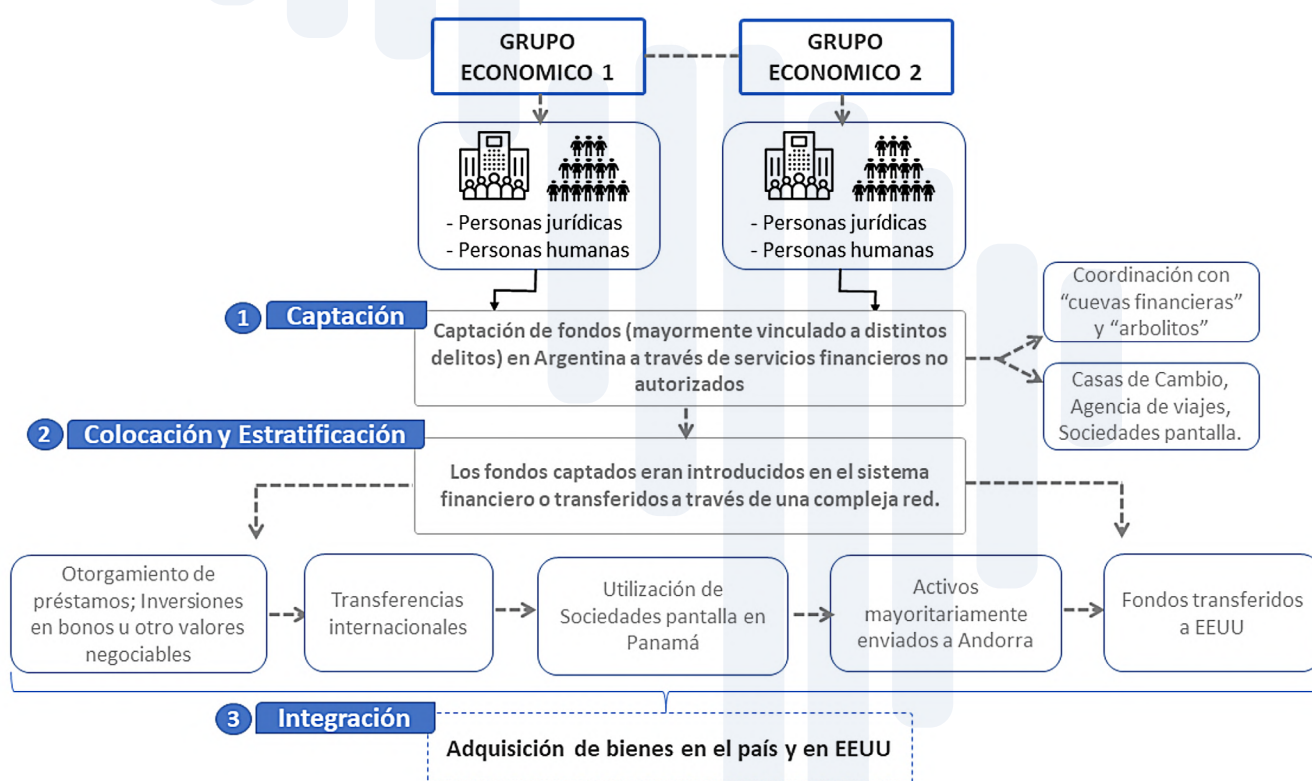 GRUPO
ECONOMICO 1
GRUPO
ECONOMICO 2
- Personas jurídicas
- Personas humanas
- Personas jurídicas
- Personas humanas
1 Captación
Captación de fondos (mayormente vinculado a distintos
delitos) en Argentina a través de servicios financieros no
autorizados
Coordinación con
“cuevas financieras”
y “arbolitos”
Casas de Cambio,
Agencia de viajes,
Sociedades pantalla.
2 Colocación y Estratificación
Los fondos captados eran introducidos en el sistema
financiero o transferidos a través de una compleja red.
Otorgamiento de
préstamos; Inversiones
en bonos u otro valores
negociables
Transferencias
internacionales
Utilización de
Sociedades pantalla en
Panamá
Activos
mayoritariamente
enviados a Andorra
Fondos transferidos
a EEUU
3 Integración
Adquisición de bienes en el país y en EEUU